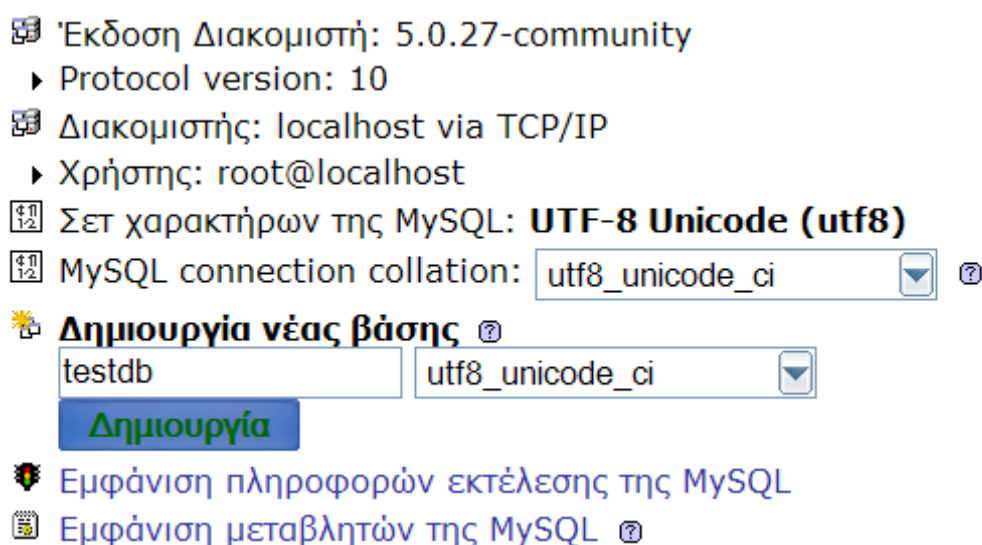 Έκδοση Διακομιστή: 5.0.27-community
Protocol version: 10
Διακομιστής: localhost via TCP/IP
Χρήστης: root@localhost
Σετ χαρακτήρων της MySQL: UTF-8 Unicode (utf8)
MySQL connection collation: utf8_unicode_ci
Δημιουργία νέας βάσης
testdb utf8_unicode_ci
Δημιουργία
Εμφάνιση πληροφορών εκτέλεσης της MySQL
Εμφάνιση μεταβλητών της MySQL